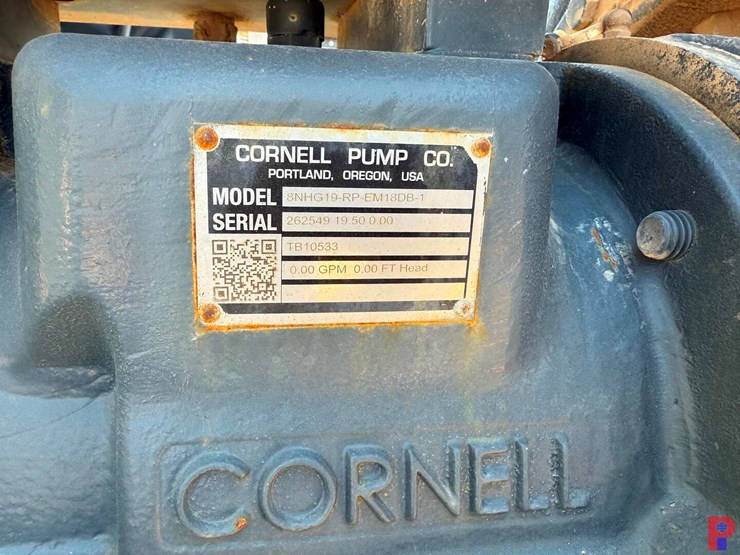 CORNELL PUMP CO.
PORTLAND, OREGON, USA
MODEL 8NHG19-RP-EM18DB-1
SERIAL 262549 19.50 0.00
TB10533
0.00 GPM 0.00 FT Head
-
CORNELL